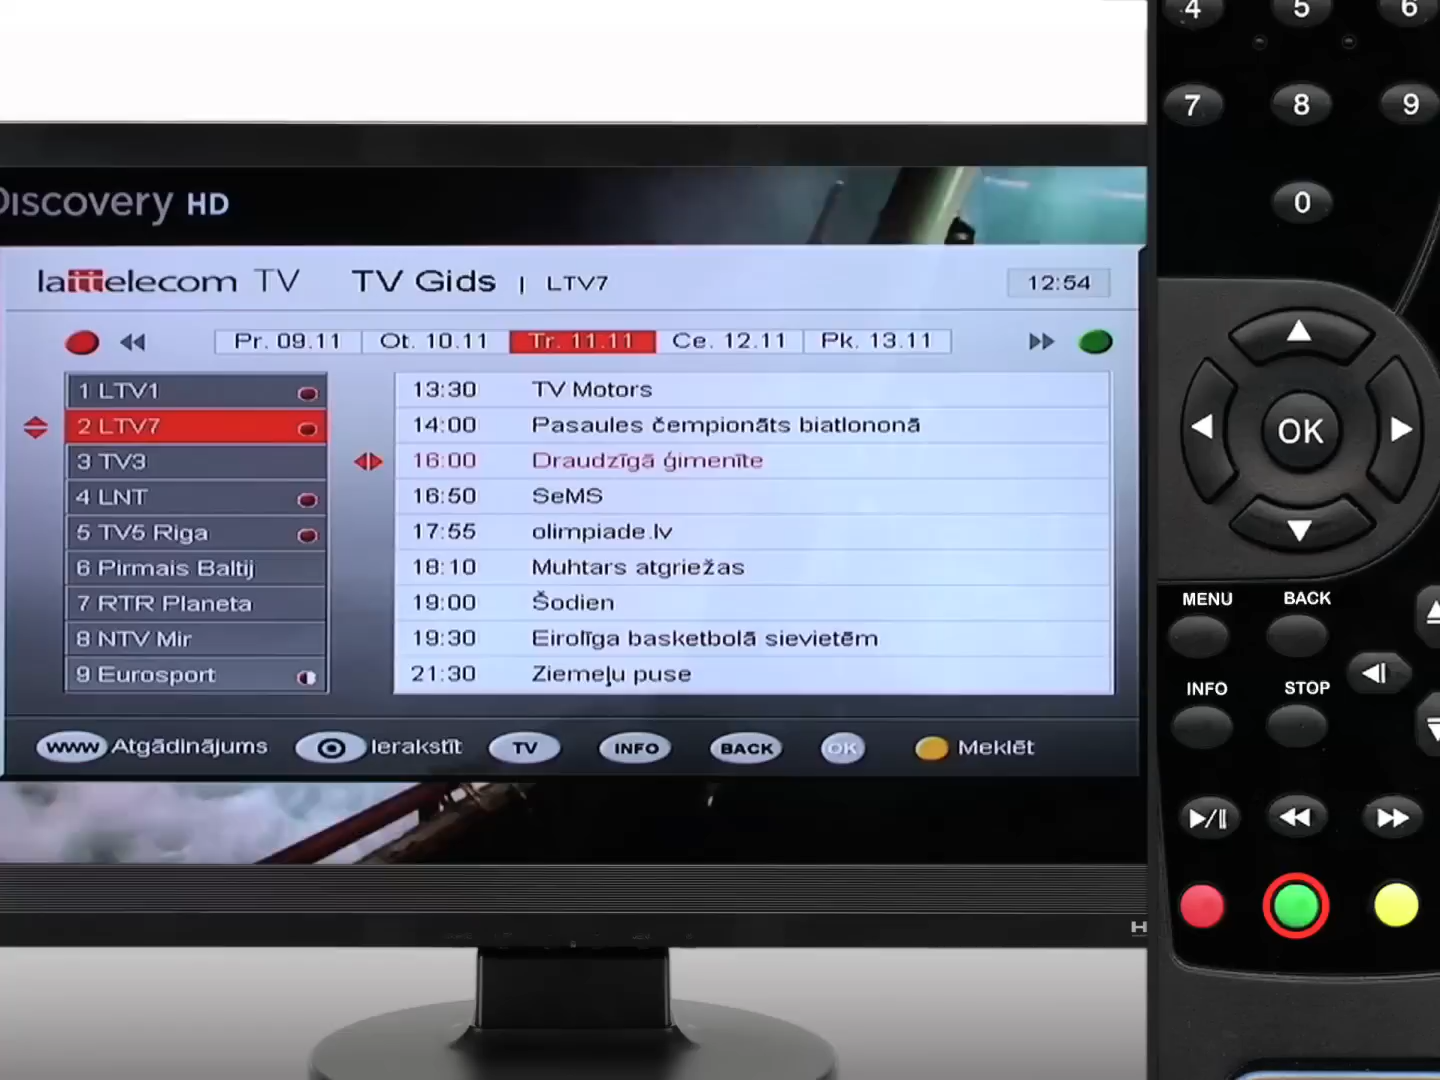 Discovery HD
lattelecom TV TV Gids | LTV7 12:54
Pr. 09.11 Ot. 10.11 Tr. 11.11 Ce. 12.11 Pk. 13.11
1 LTV1
2 LTV7
3 TV3
4 LNT
5 TV5 Riga
6 Pirmais Baltij
7 RTR Planeta
8 NTV Mir
9 Eurosport
13:30 TV Motors
14:00 Pasaules čempionāts biatlononā
16:00 Draudzīgā ģimenīte
16:50 SeMS
17:55 olimpiade.lv
18:10 Muhtars atgriežas
19:00 Šodien
19:30 Eirolīga basketbolā sievietēm
21:30 Ziemeļu puse
WWW Atgādinājums Ierakstīt TV INFO BACK OK Meklēt
4 5 6
7 8 9
0
OK
MENU BACK
INFO STOP